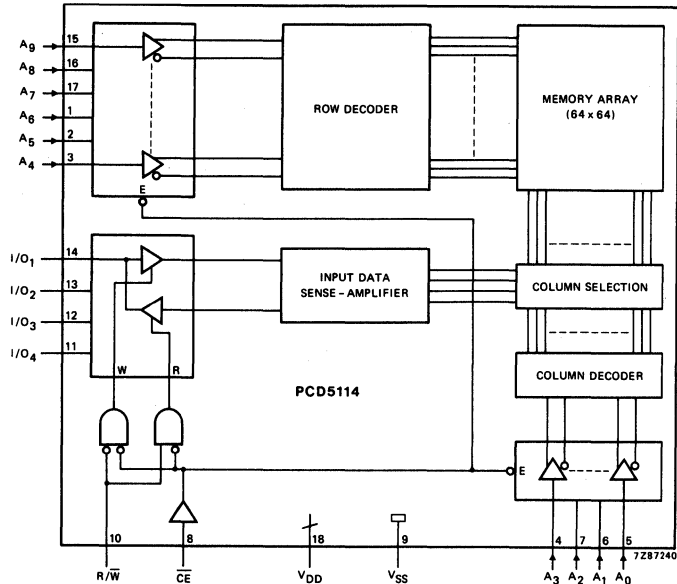 A9 15
A8 16
A7 17
A6 1
A5 2
A4 3
E
ROW DECODER
MEMORY ARRAY
(64 x 64)
I/O1 14
I/O2 13
I/O3 12
I/O4 11
W R
INPUT DATA
SENSE-AMPLIFIER
COLUMN SELECTION
COLUMN DECODER
PCD5114
E
10 8 18 9 4 7 6 5
7Z87240
R/W̅ C̅E̅ VDD VSS A3 A2 A1 A0